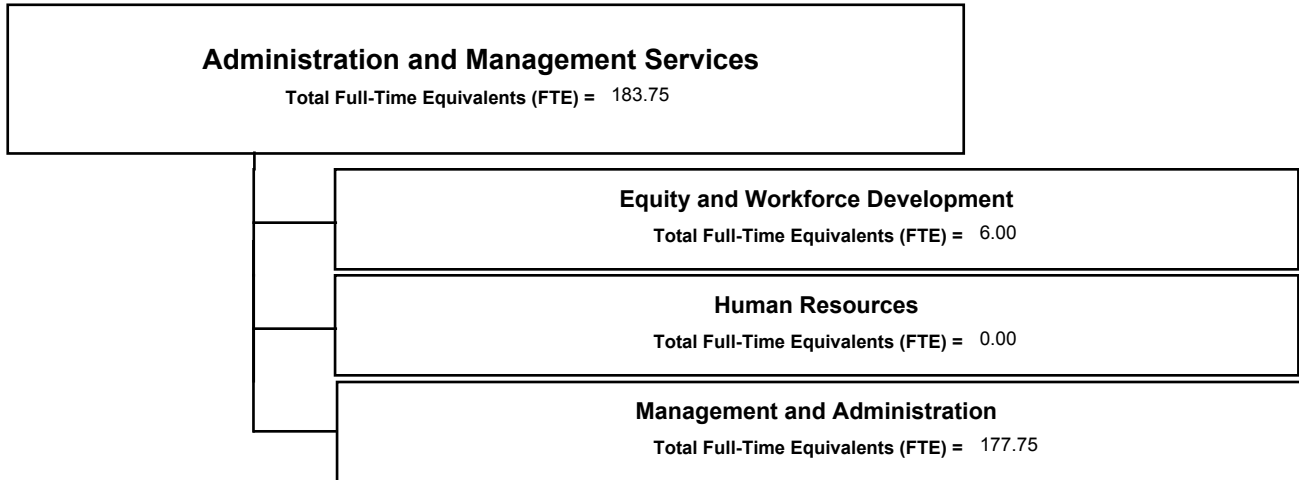 Administration and Management Services
Total Full-Time Equivalents (FTE) = 183.75
Equity and Workforce Development
Total Full-Time Equivalents (FTE) = 6.00
Human Resources
Total Full-Time Equivalents (FTE) = 0.00
Management and Administration
Total Full-Time Equivalents (FTE) = 177.75